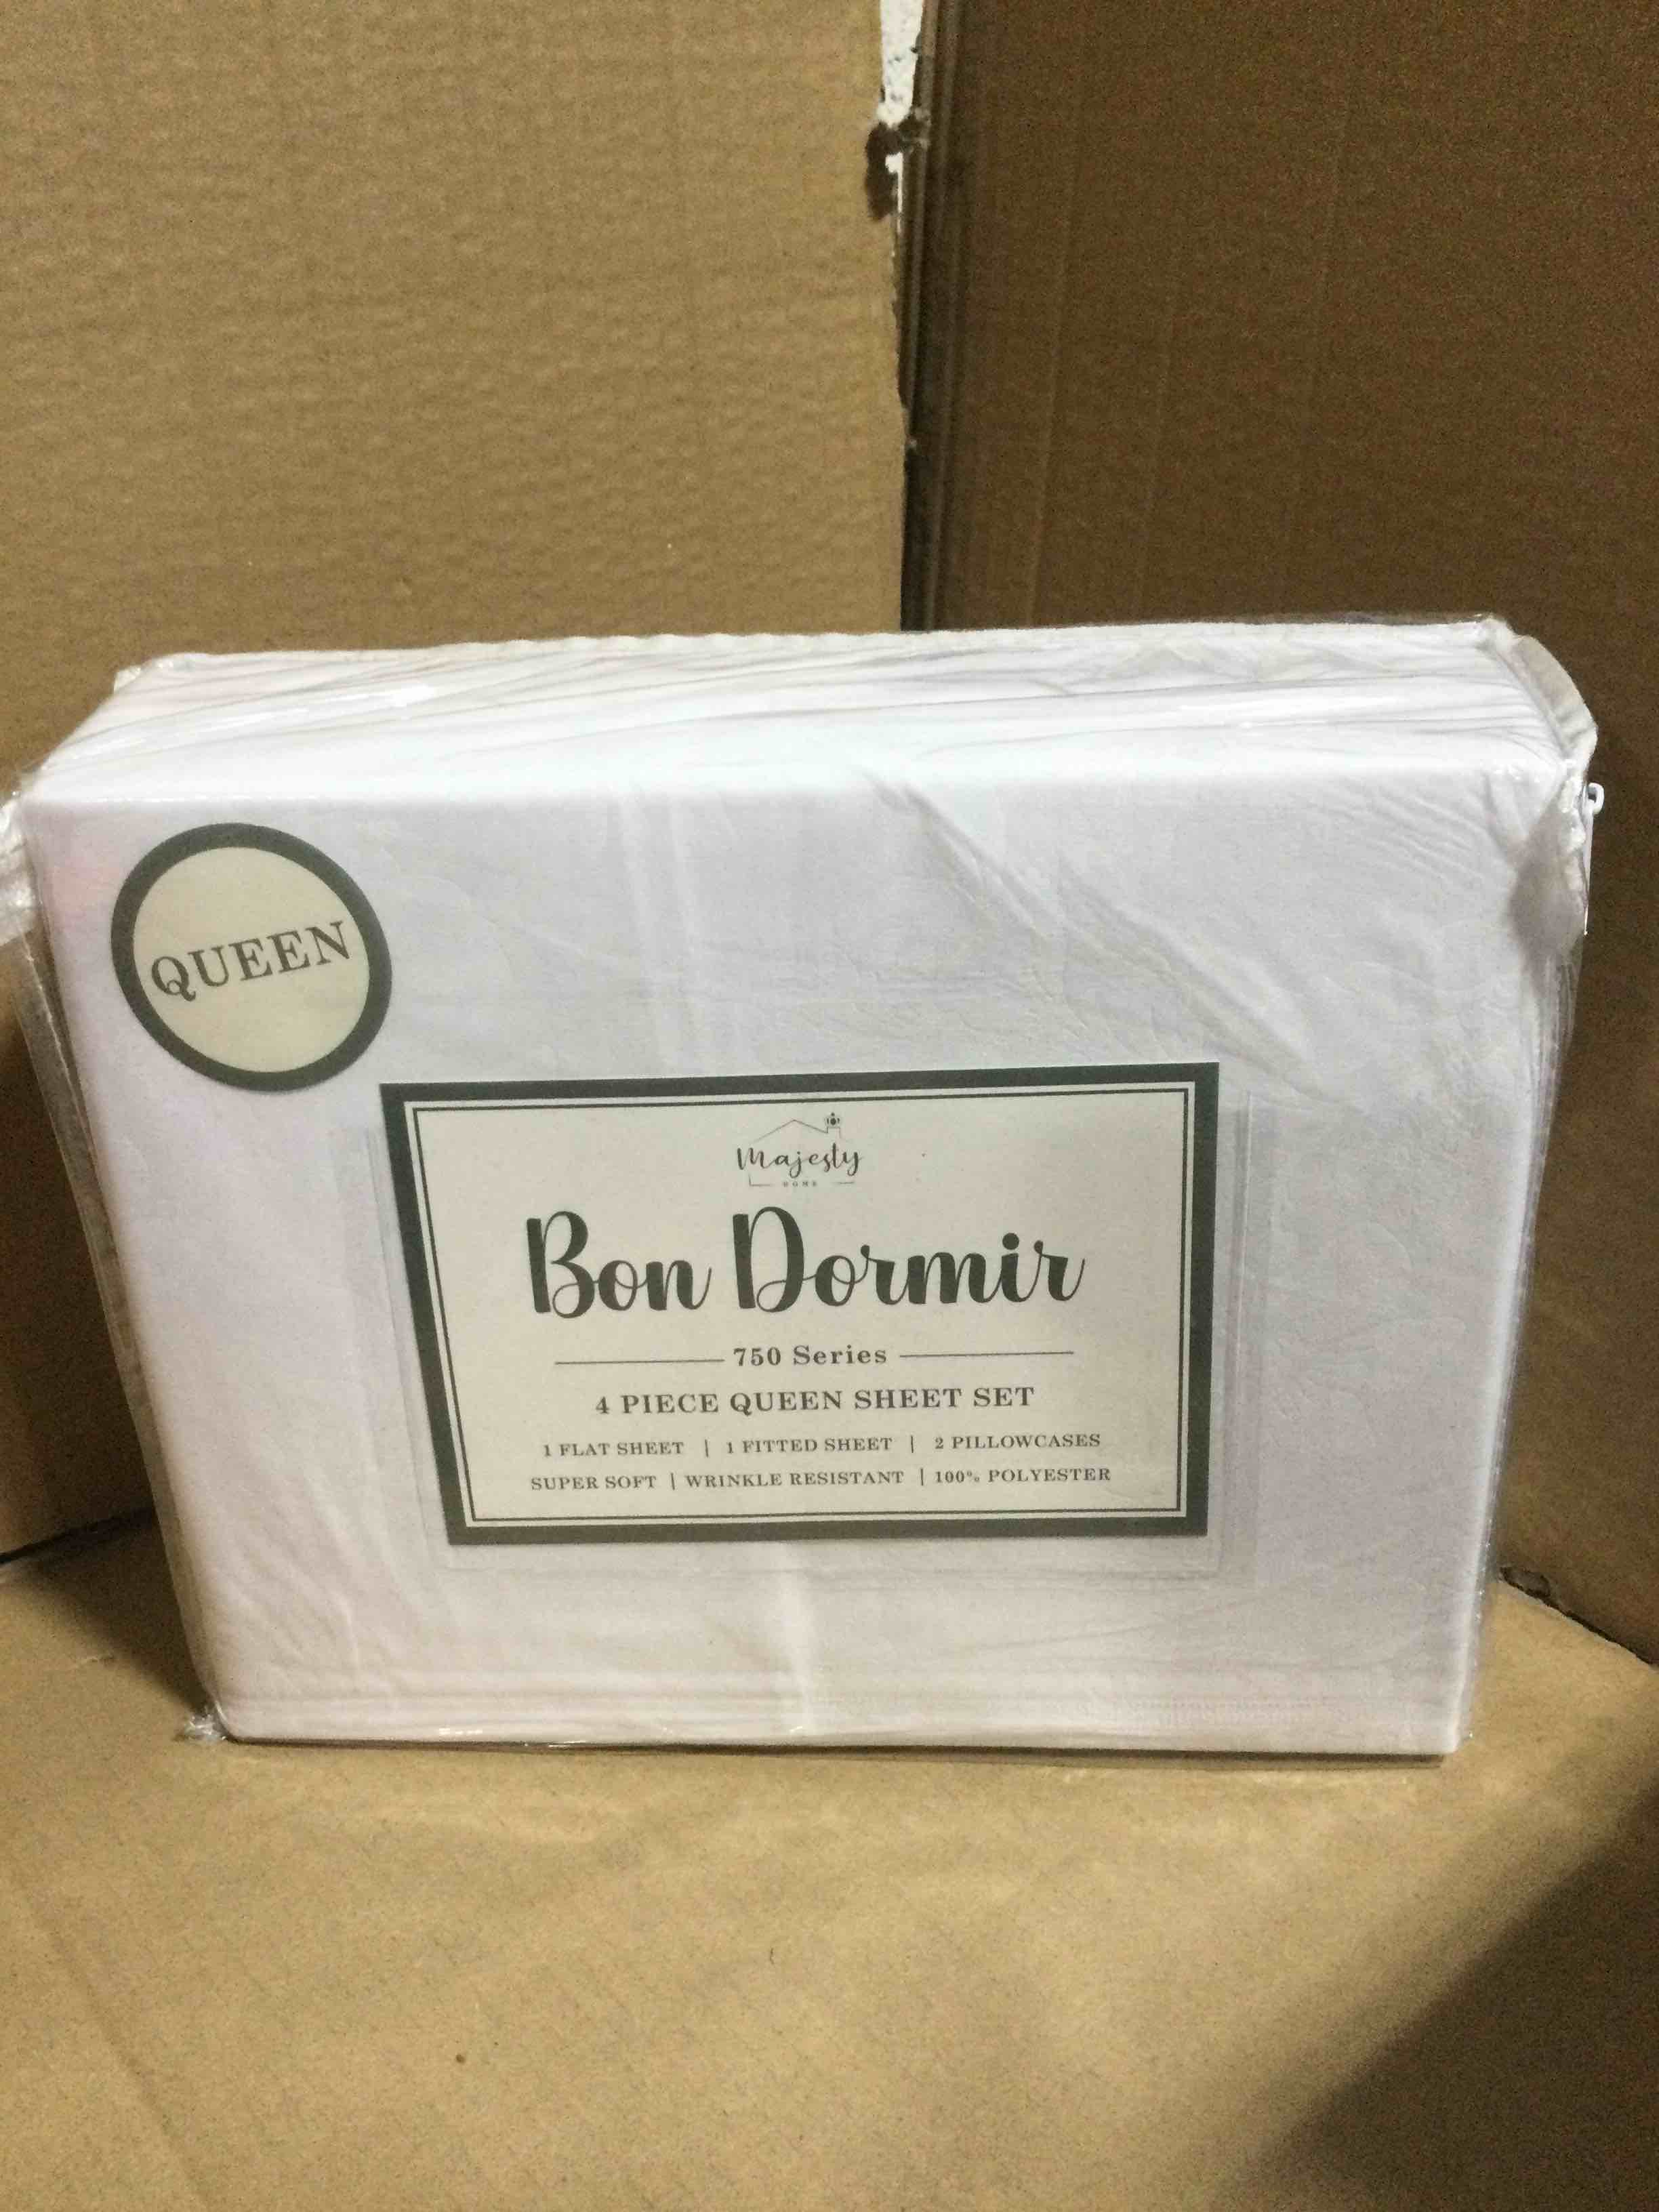 QUEEN
Majesty
HOME
Bon Dormir
750 Series
4 PIECE QUEEN SHEET SET
1 FLAT SHEET | 1 FITTED SHEET | 2 PILLOWCASES
SUPER SOFT | WRINKLE RESISTANT | 100% POLYESTER